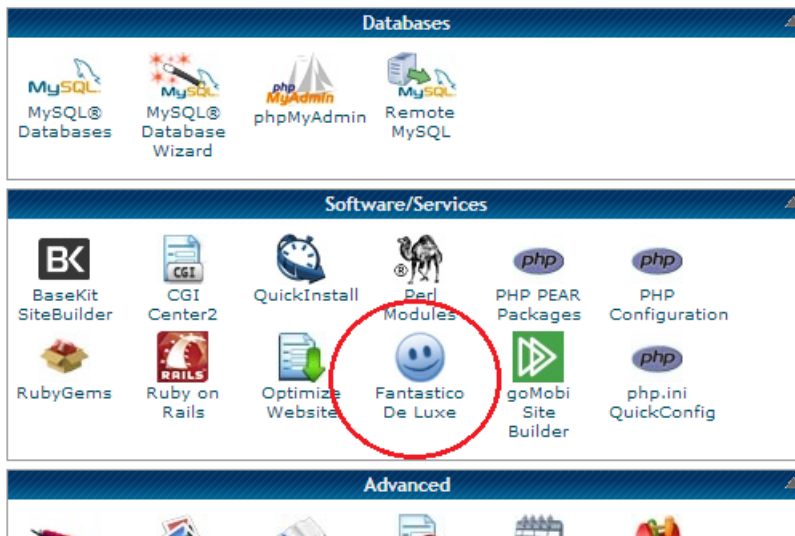 Databases
MySQL MySQL php MyAdmin MySQL
MySQL® MySQL® phpMyAdmin Remote
Databases Database MySQL
Wizard
Software/Services
BK CGI ® php php
BaseKit CGI QuickInstall Perl PHP PEAR PHP
SiteBuilder Center2 Modules Packages Configuration
RAILS php
RubyGems Ruby on Optimize Fantastico goMobi php.ini
Rails Website De Luxe Site QuickConfig
Builder
Advanced